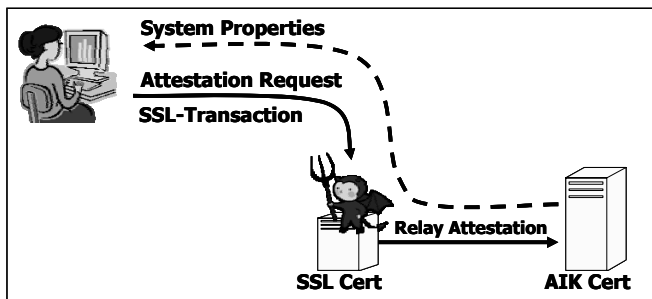 System Properties
Attestation Request
SSL-Transaction
Relay Attestation
SSL Cert
AIK Cert